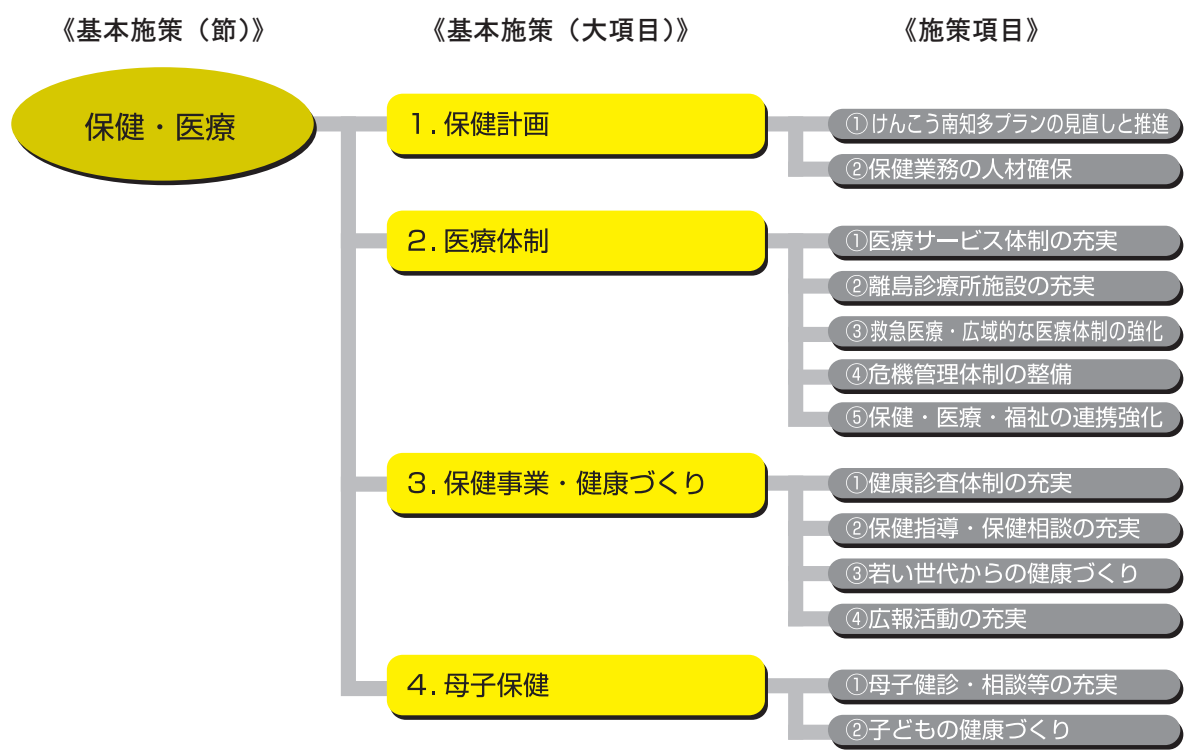 《基本施策（節）》
《基本施策（大項目）》
《施策項目》
保健・医療
1. 保健計画
①けんこう南知多プランの見直しと推進
②保健業務の人材確保
2. 医療体制
①医療サービス体制の充実
②離島診療所施設の充実
③救急医療・広域的な医療体制の強化
④危機管理体制の整備
⑤保健・医療・福祉の連携強化
3. 保健事業・健康づくり
①健康診査体制の充実
②保健指導・保健相談の充実
③若い世代からの健康づくり
④広報活動の充実
4. 母子保健
①母子健診・相談等の充実
②子どもの健康づくり